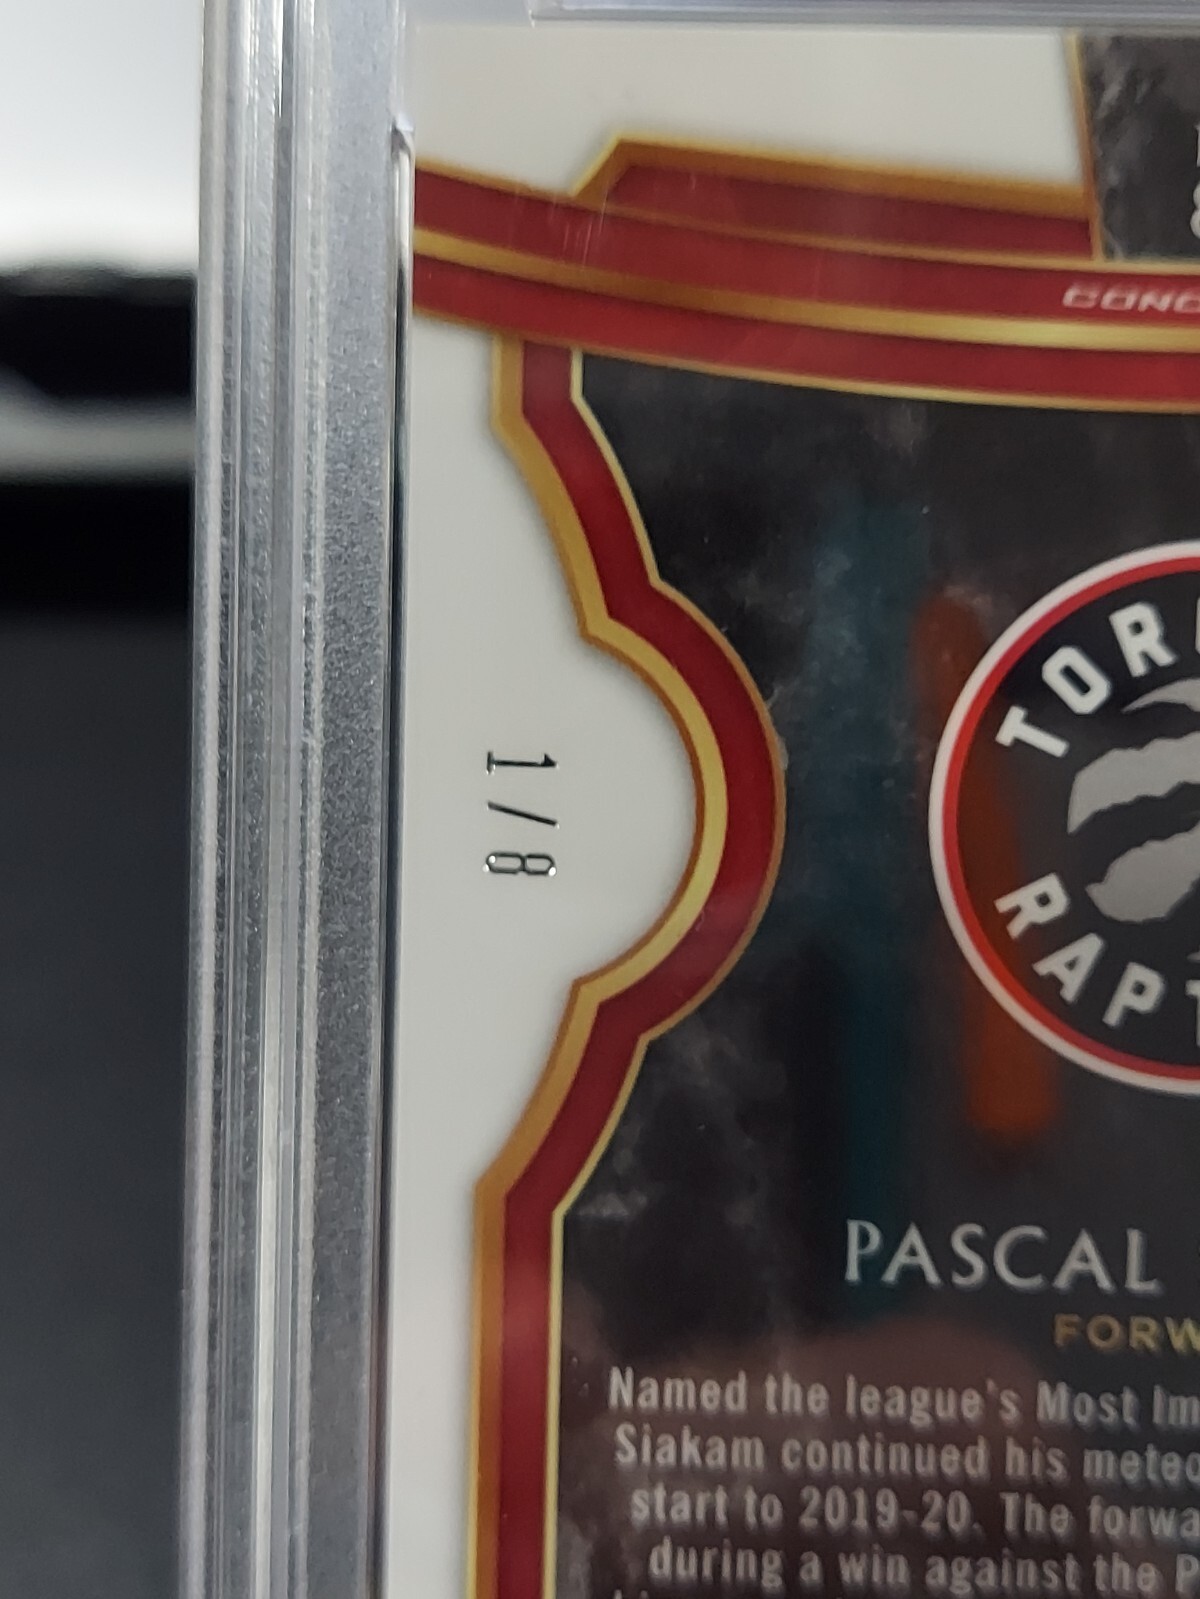 CONC
TOR
RAPT
1/8
PASCAL
FORW
Named the league's Most Im
Siakam continued his meteo
start to 2019-20. The forwa
during a win against the P